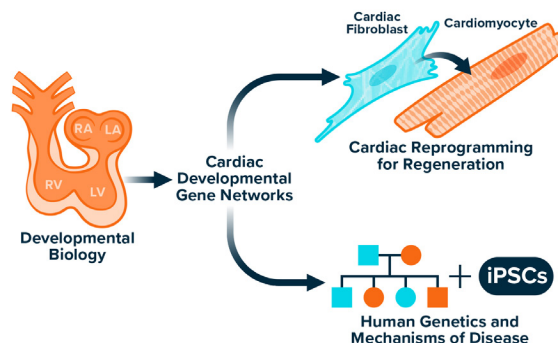 Cardiac
Fibroblast
Cardiomyocyte
Cardiac Reprogramming
for Regeneration
RA
LA
RV
LV
Developmental
Biology
Cardiac
Developmental
Gene Networks
+
iPSCs
Human Genetics and
Mechanisms of Disease